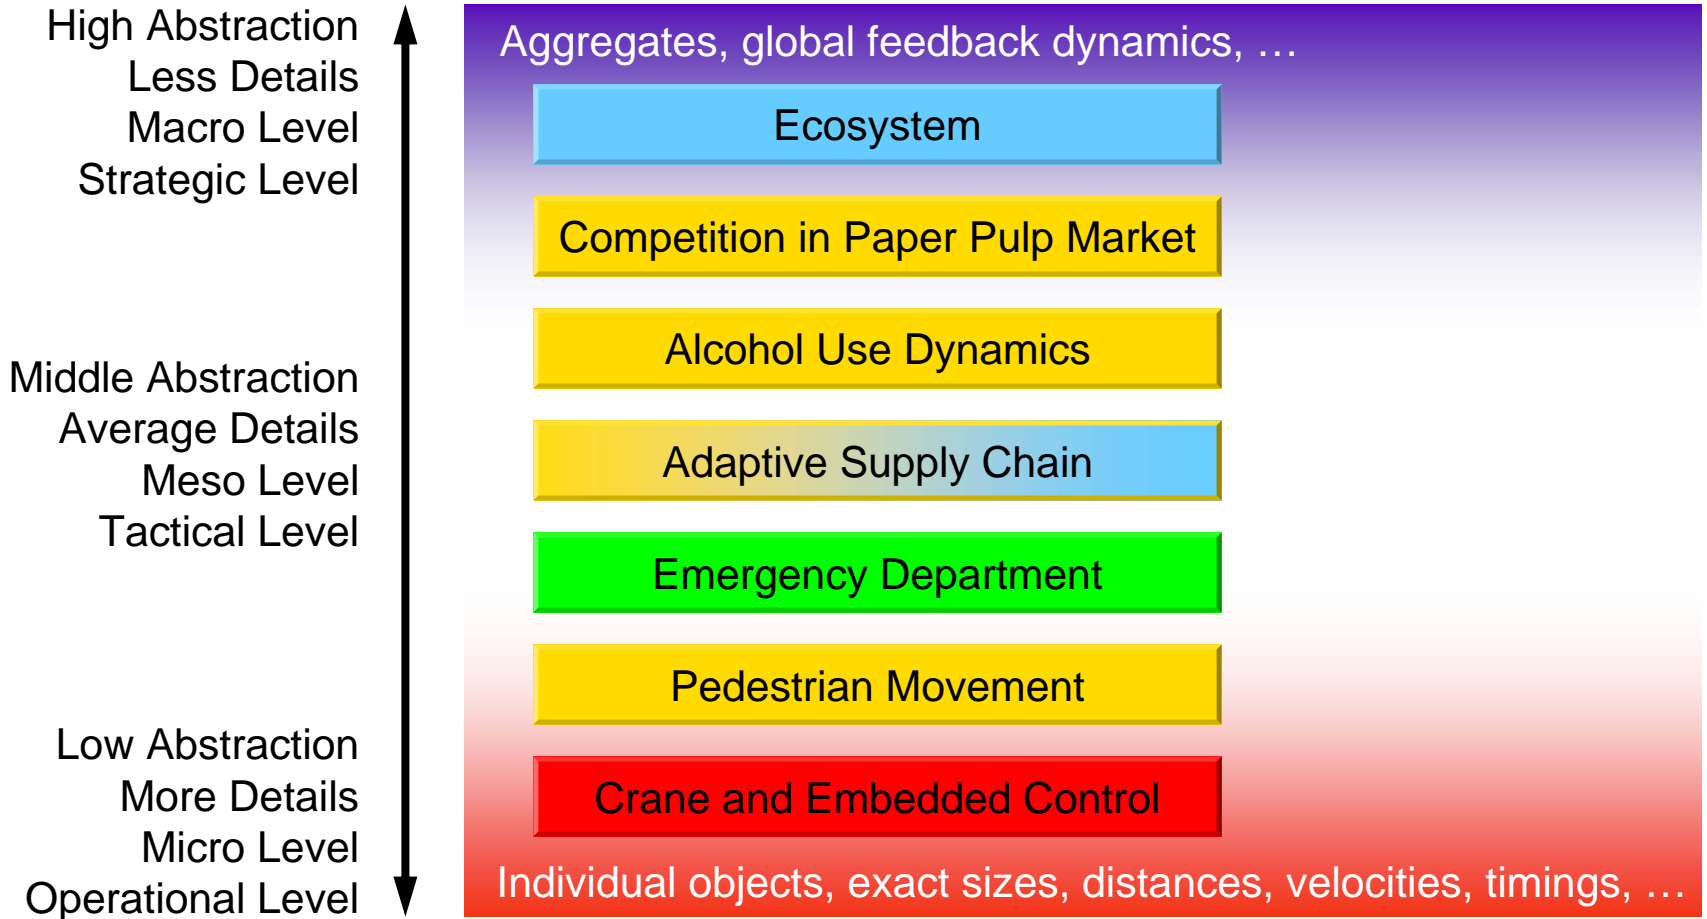 High Abstraction
Less Details
Macro Level
Strategic Level
Middle Abstraction
Average Details
Meso Level
Tactical Level
Low Abstraction
More Details
Micro Level
Operational Level
Aggregates, global feedback dynamics, …
Ecosystem
Competition in Paper Pulp Market
Alcohol Use Dynamics
Adaptive Supply Chain
Emergency Department
Pedestrian Movement
Crane and Embedded Control
Individual objects, exact sizes, distances, velocities, timings, …